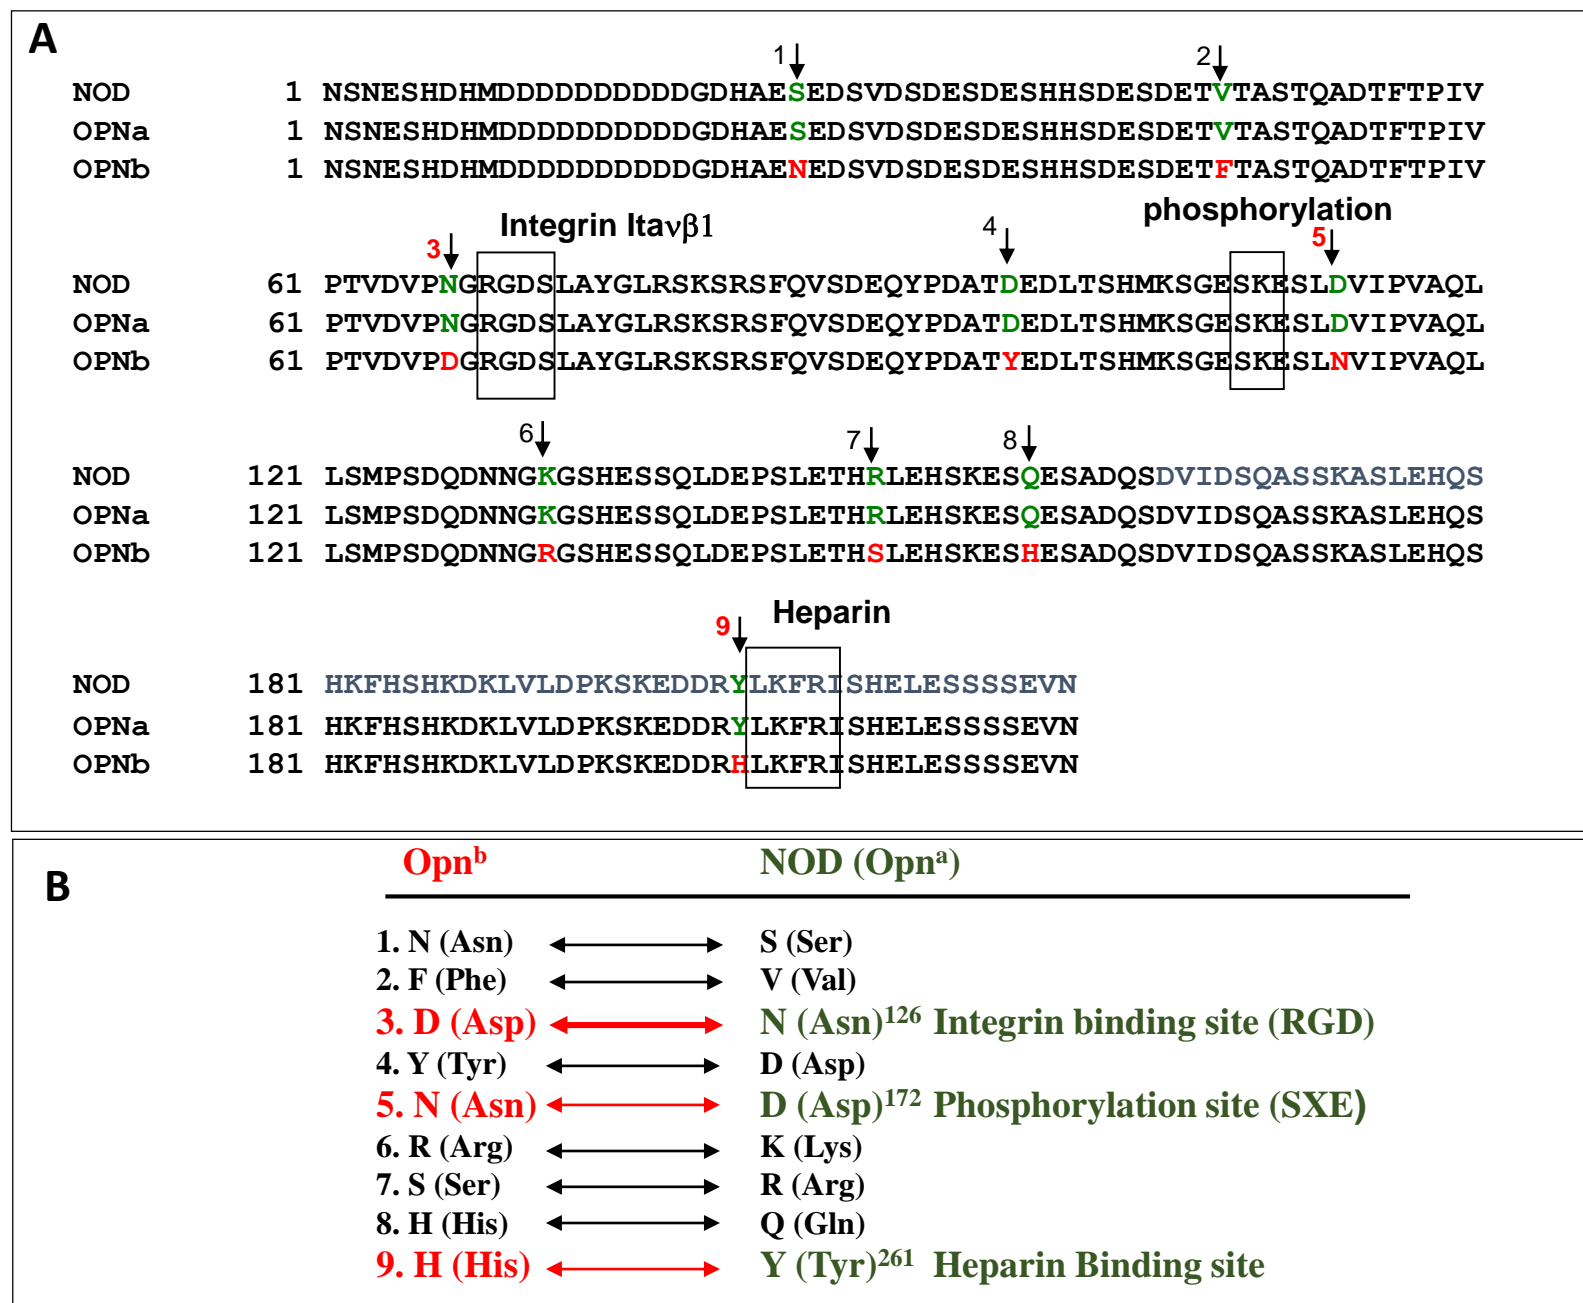 A
1 2
NOD 1 NSNESHDHMDDDDDDDDDDGDHAESEDSVDSDESDESHHSDESDETVTASTQADTFTPIV
OPNa 1 NSNESHDHMDDDDDDDDDDGDHAESEDSVDSDESDESHHSDESDETVTASTQADTFTPIV
OPNb 1 NSNESHDHMDDDDDDDDDDGDHAENEDSVDSDESDESHHSDESDETFTASTQADTFTPIV
3 Integrin Itaνβ1 4 phosphorylation 5
NOD 61 PTVDVPNGRGDSLAYGLRSKSRSFQVSDEQYPDATDEDLTSHMKSGESKESLDVIPVAQL
OPNa 61 PTVDVPNGRGDSLAYGLRSKSRSFQVSDEQYPDATDEDLTSHMKSGESKESLDVIPVAQL
OPNb 61 PTVDVPDGRGDSLAYGLRSKSRSFQVSDEQYPDATYEDLTSHMKSGESKESLNVIPVAQL
6 7 8
NOD 121 LSMPSDQDNNGKGSHESSQLDEPSLETHRLEHSKESQESADQSDVIDSQASSKASLEHQS
OPNa 121 LSMPSDQDNNGKGSHESSQLDEPSLETHRLEHSKESQESADQSDVIDSQASSKASLEHQS
OPNb 121 LSMPSDQDNNGRGSHESSQLDEPSLETHSLEHSKESHESADQSDVIDSQASSKASLEHQS
9 Heparin
NOD 181 HKFHSHKDKLVLDPKSKEDDRYLKFRISHELESSSSEVN
OPNa 181 HKFHSHKDKLVLDPKSKEDDRYLKFRISHELESSSSEVN
OPNb 181 HKFHSHKDKLVLDPKSKEDDRHLKFRISHELESSSSEVN
B
Opnᵇ NOD (Opnᵃ)
1. N (Asn) S (Ser)
2. F (Phe) V (Val)
3. D (Asp) N (Asn)¹²⁶ Integrin binding site (RGD)
4. Y (Tyr) D (Asp)
5. N (Asn) D (Asp)¹⁷² Phosphorylation site (SXE)
6. R (Arg) K (Lys)
7. S (Ser) R (Arg)
8. H (His) Q (Gln)
9. H (His) Y (Tyr)²⁶¹ Heparin Binding site